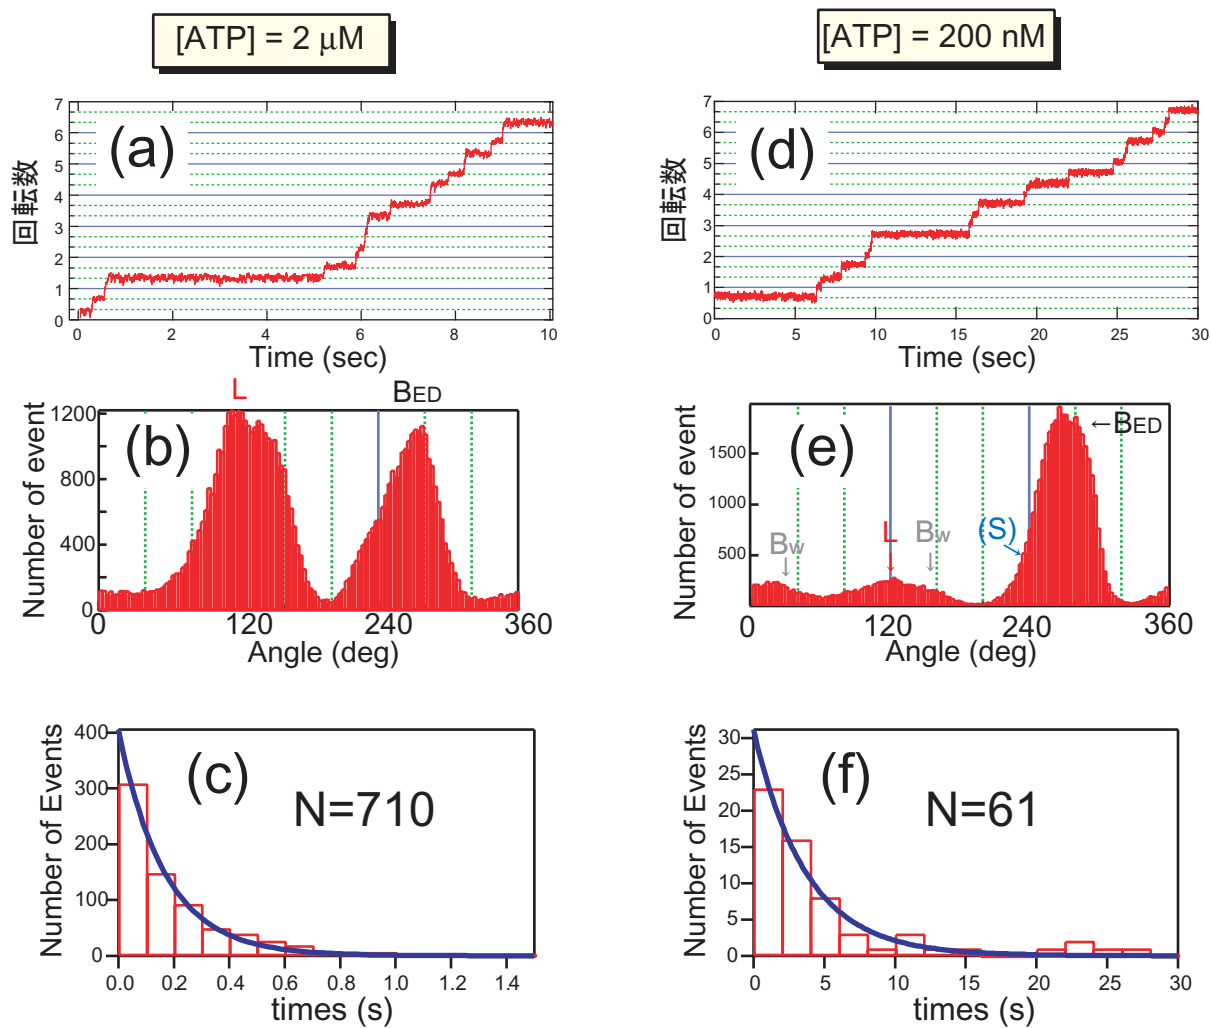 [ATP] = 2 μM
[ATP] = 200 nM
(a)
回転数
7
6
5
4
3
2
1
0
0 2 4 6 8 10
Time (sec)
(d)
回転数
7
6
5
4
3
2
1
0
0 5 10 15 20 25 30
Time (sec)
L
BED
(b)
Number of event
1200
800
400
0
0 120 240 360
Angle (deg)
(e)
Number of event
1500
1000
500
Bw
L
Bw
(S)
←BED
0 120 240 360
Angle (deg)
(c)
N=710
Number of Events
400
300
200
100
0
0.0 0.2 0.4 0.6 0.8 1.0 1.2 1.4
times (s)
(f)
N=61
Number of Events
30
25
20
15
10
5
0
0 5 10 15 20 25 30
times (s)